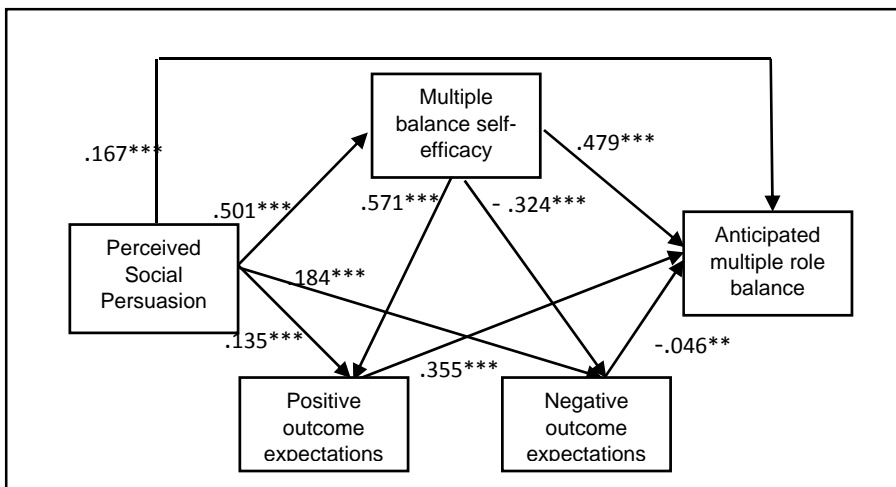 Multiple
balance self-
efficacy
.167***
.479***
.501***
.571***
- .324***
Perceived
Social
Persuasion
Anticipated
multiple role
balance
.184***
.135***
.355***
-.046**
Positive
outcome
expectations
Negative
outcome
expectations